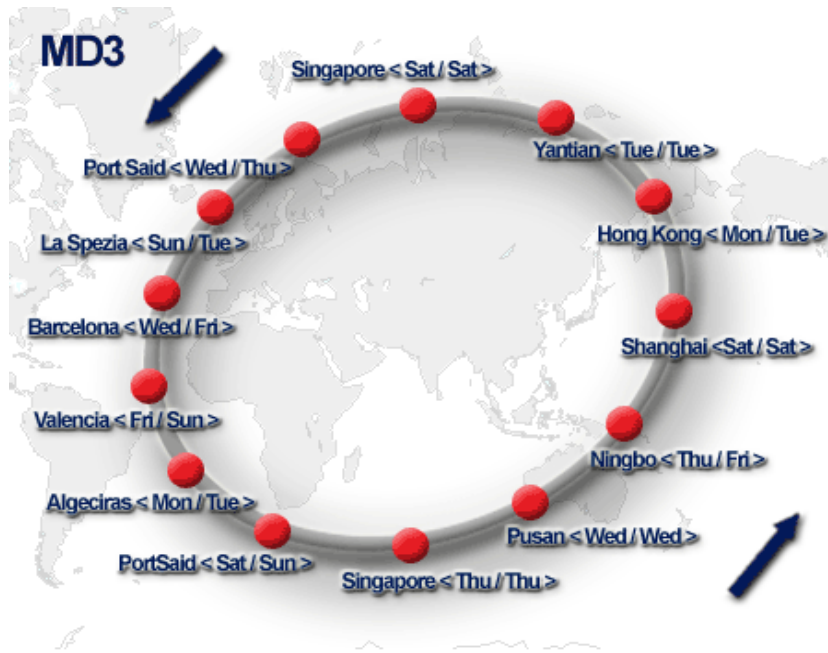 MD3
Singapore < Sat / Sat >
Yantian < Tue / Tue >
Port Said < Wed / Thu >
Hong Kong < Mon / Tue >
La Spezia < Sun / Tue >
Barcelona < Wed / Fri >
Shanghai <Sat / Sat >
Valencia < Fri / Sun >
Ningbo < Thu / Fri >
Algeciras < Mon / Tue >
Pusan < Wed / Wed >
PortSaid < Sat / Sun >
Singapore < Thu / Thu >